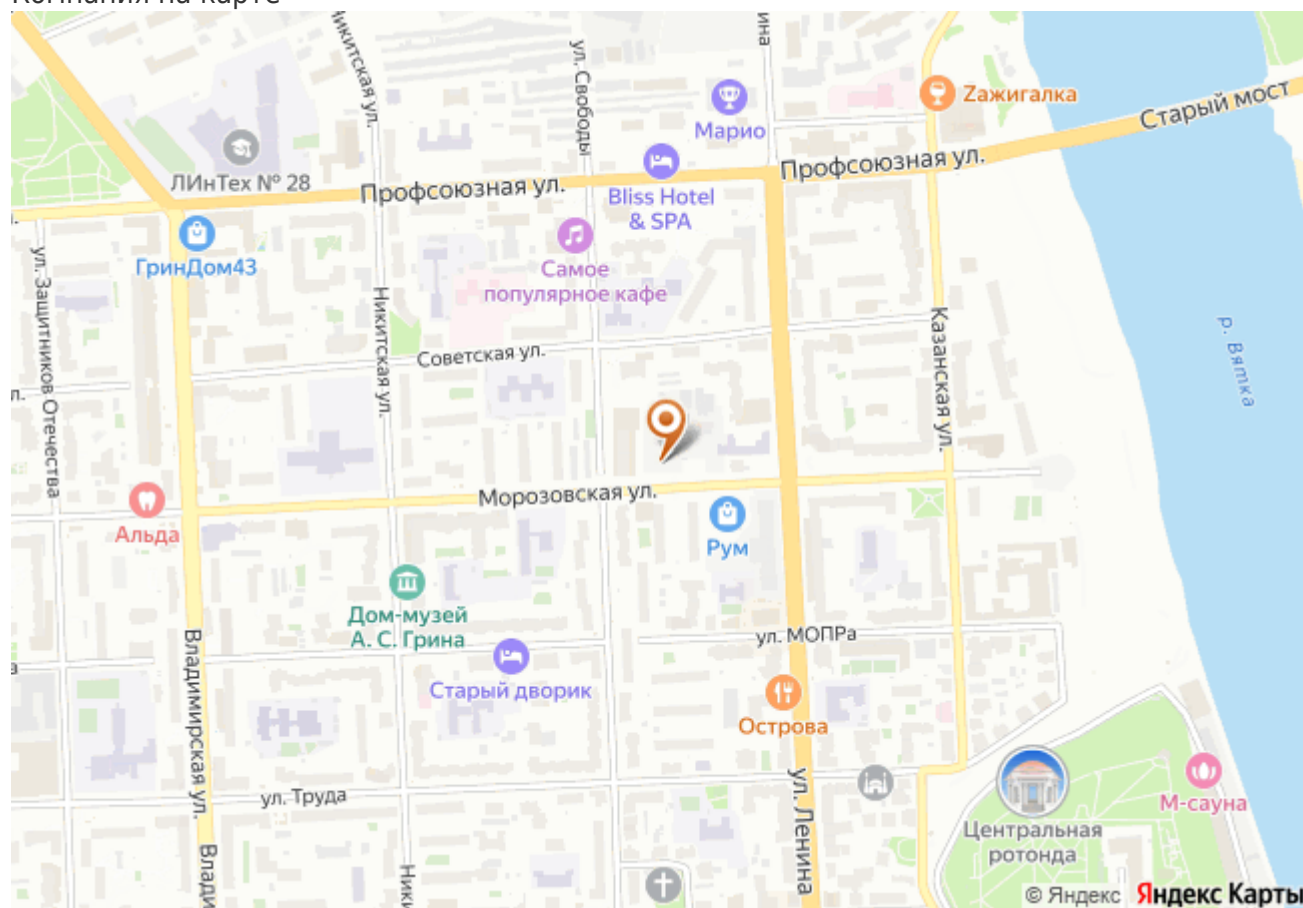 Компания на карте
Никитская ул.
ул. Свободы
ина
Zажигалка
Марио
Старый мост
ЛИнТех № 28
Профсоюзная ул.
Профсоюзная ул.
Bliss Hotel
& SPA
л.
ГринДом43
Самое
популярное кафе
ул. Защитников Отечества
Никитская ул.
Казанская ул.
р. Вятка
Советская ул.
л.
Морозовская ул.
Альда
Рум
Дом-музей
А. С. Грина
ул. МОПРа
а
Старый дворик
Владимирская ул.
Острова
ул. Труда
ул. Ленина
М-сауна
Центральная
ротонда
Влади
Ники
© Яндекс Яндекс Карты